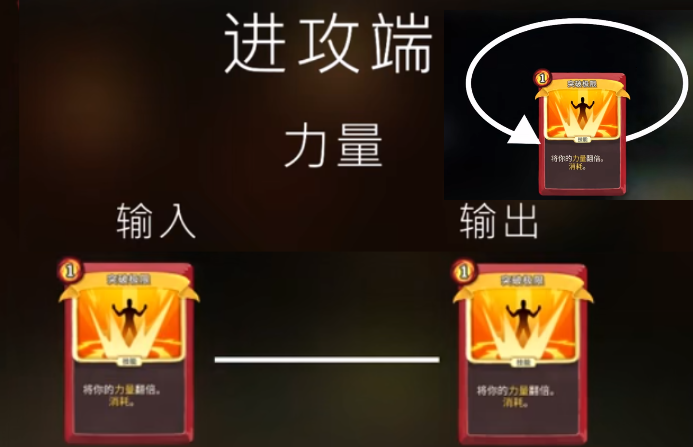 进攻端
力量
1
突破极限
技能
将你的力量翻倍。
消耗。
输入
输出
1
突破极限
技能
将你的力量翻倍。
消耗。
1
突破极限
技能
将你的力量翻倍。
消耗。